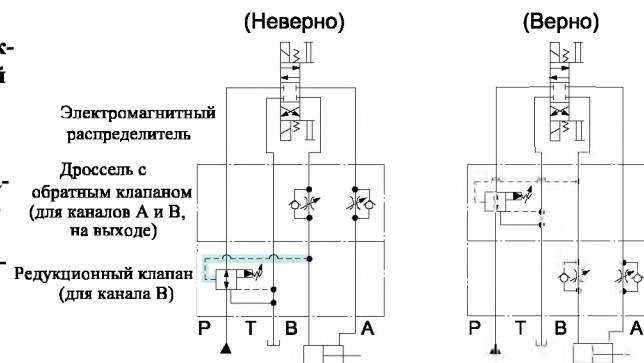 (Неверно)
(Верно)
Электромагнитный
распределитель
Дроссель с
обратным клапаном
(для каналов А и В,
на выходе)
Редукционный клапан
(для канала В)
P T B A
P T B A